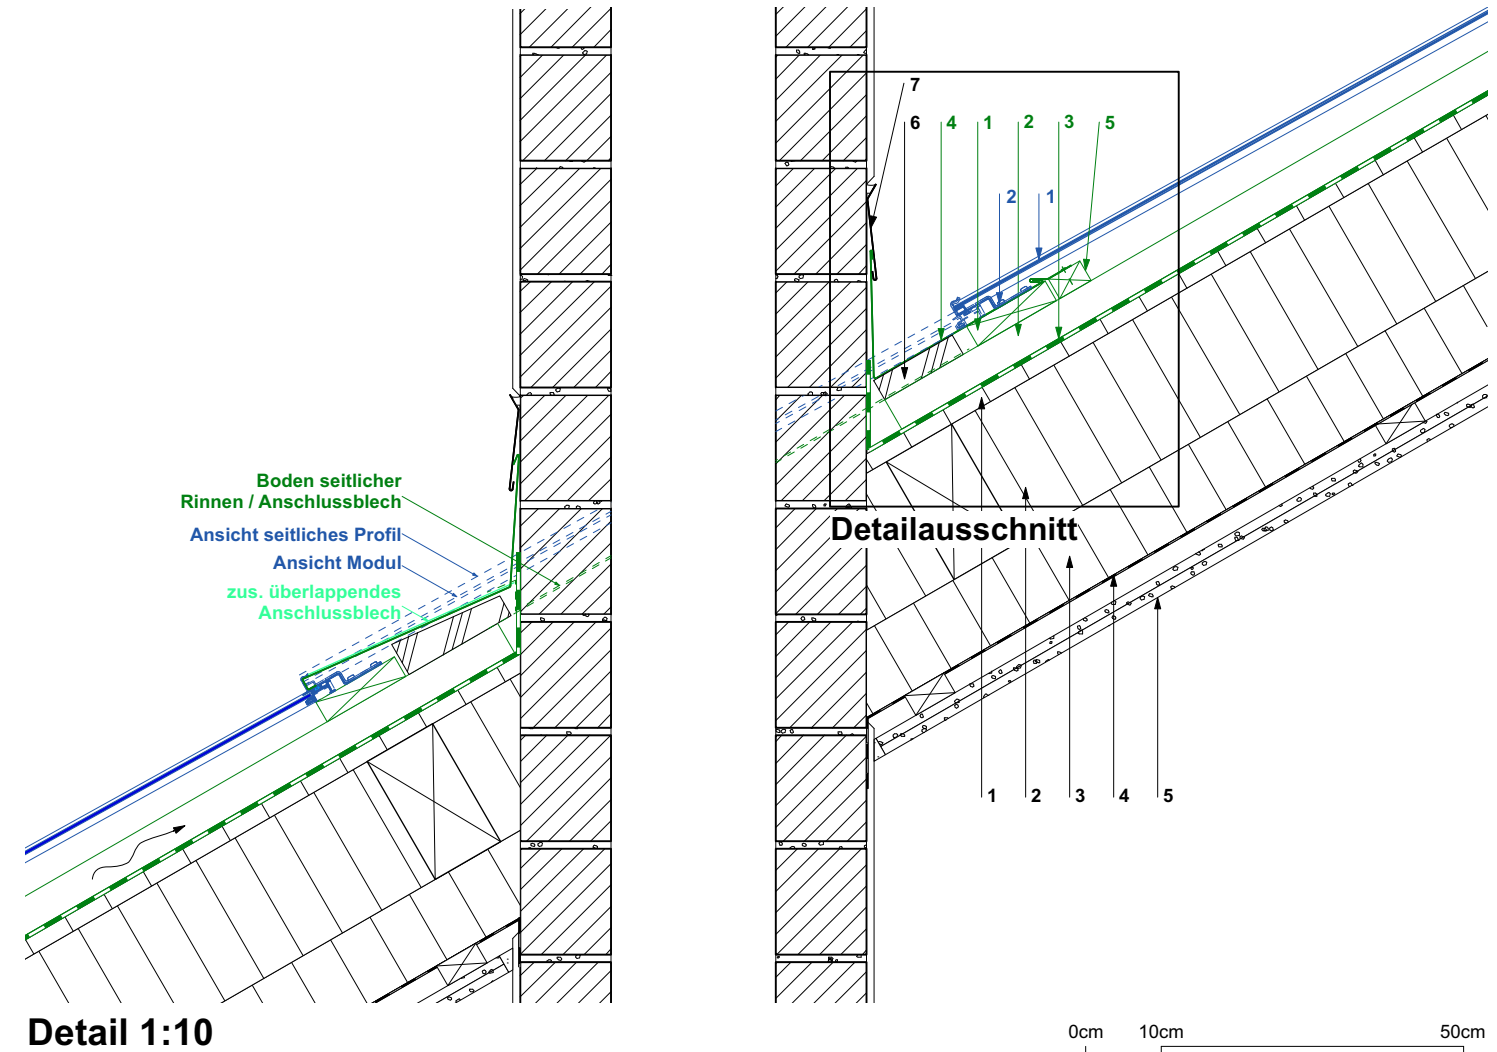 7
6 4 1 2 3 5
2 1
Boden seitlicher
Rinnen / Anschlussblech
Ansicht seitliches Profil
Ansicht Modul
zus. überlappendes
Anschlussblech
Detailausschnitt
1 2 3 4 5
Detail 1:10
0cm 10cm 50cm